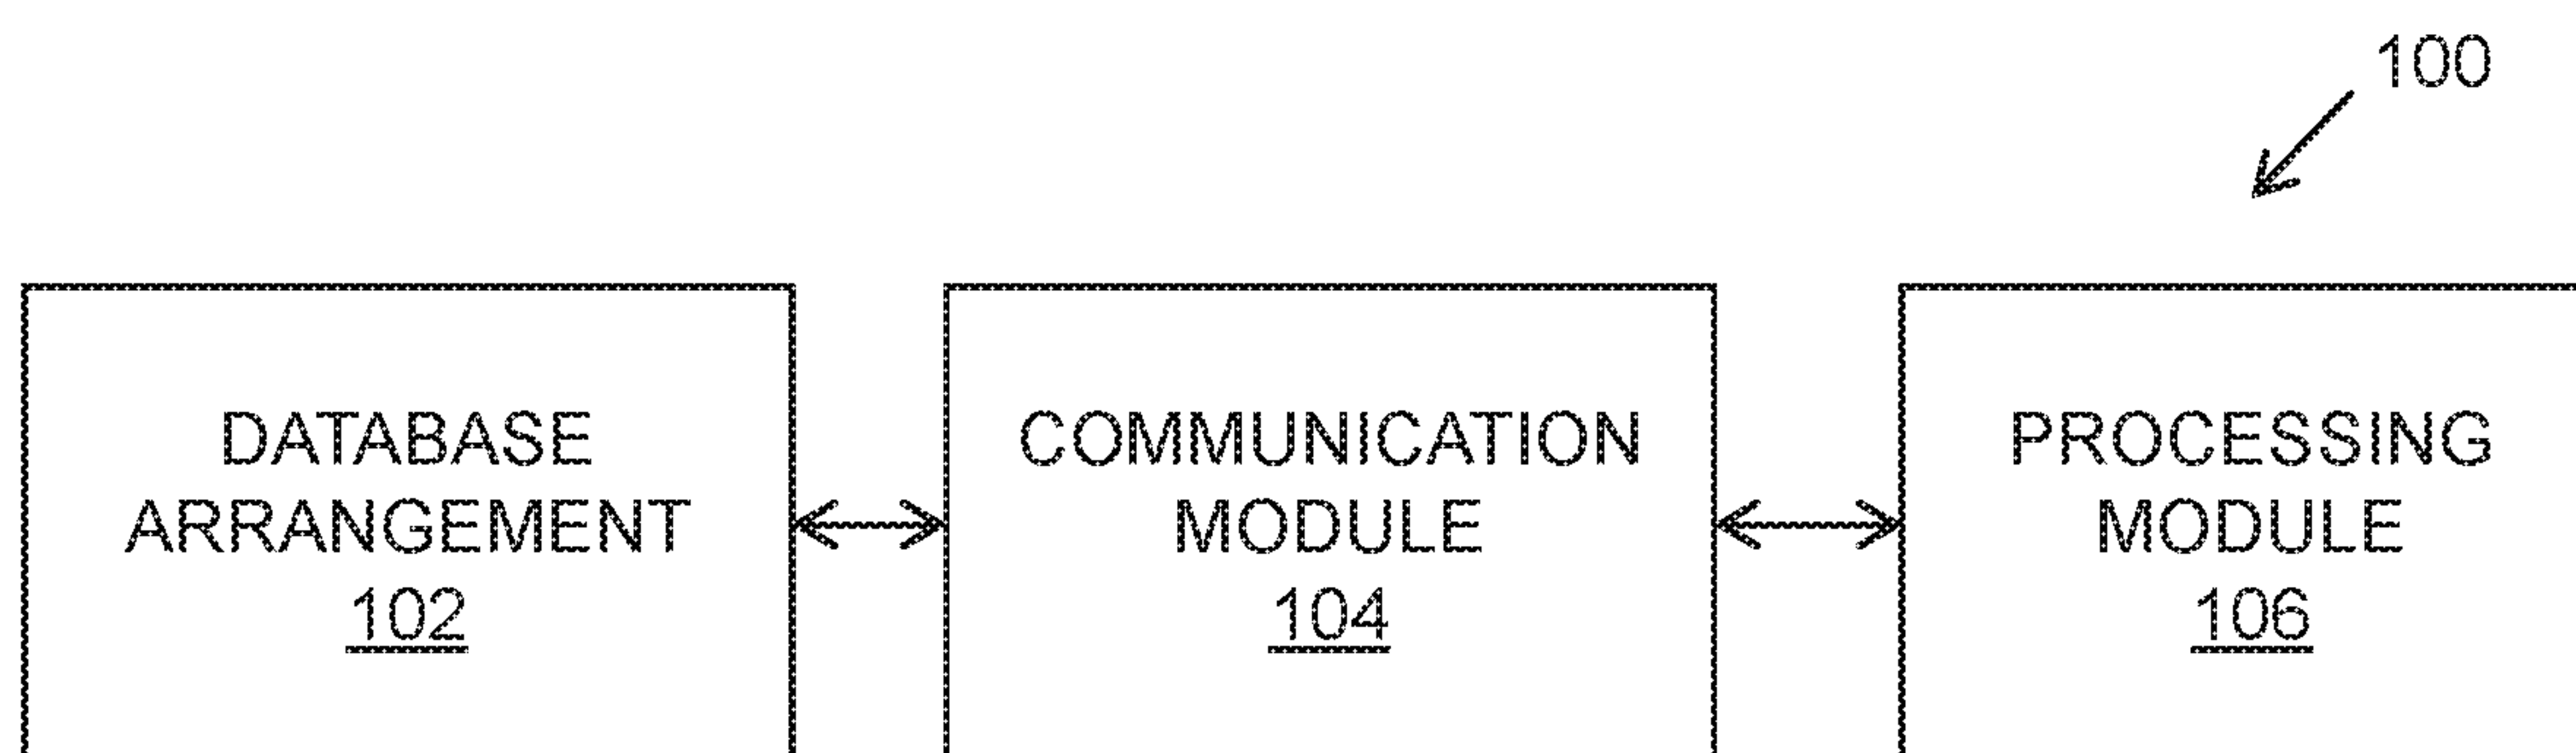 100
DATABASE
ARRANGEMENT
102
COMMUNICATION
MODULE
104
PROCESSING
MODULE
106